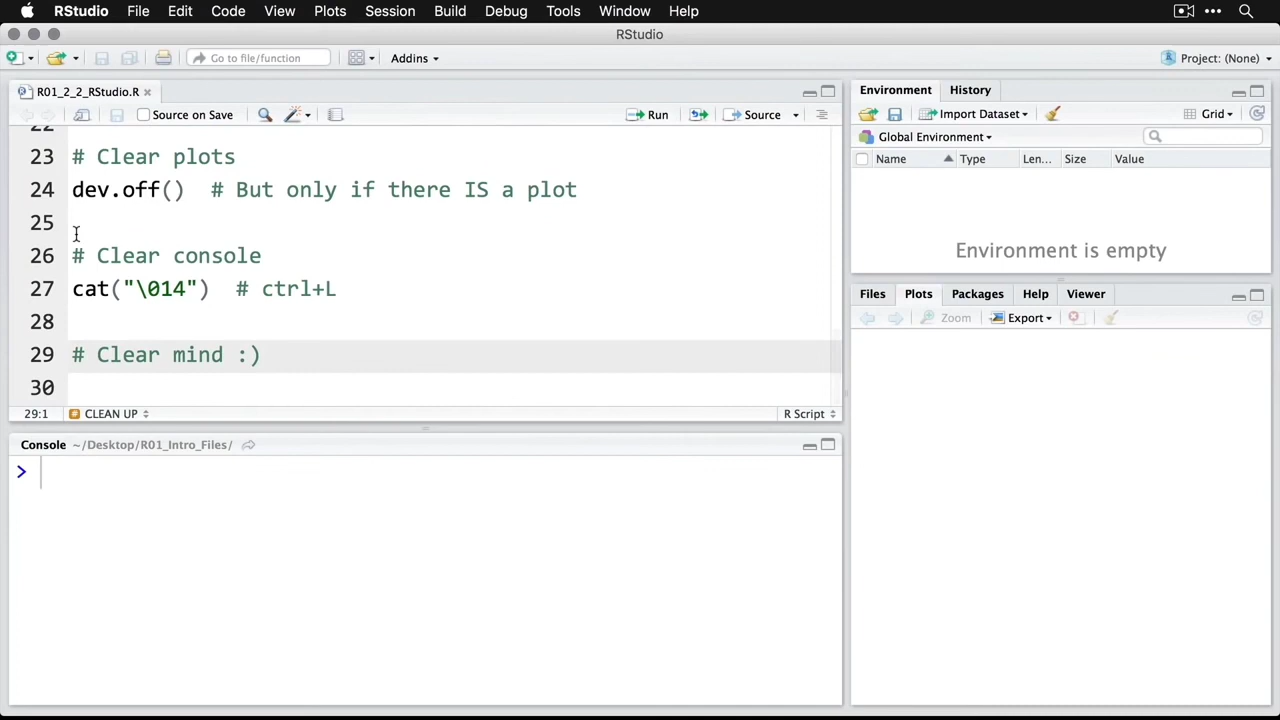 RStudio File Edit Code View Plots Session Build Debug Tools Window Help
RStudio
Go to file/function Addins Project: (None)
R01_2_2_RStudio.R
Source on Save Run Source
22
23 # Clear plots
24 dev.off() # But only if there IS a plot
25
26 # Clear console
27 cat("\014") # ctrl+L
28
29 # Clear mind :)
30
29:1 CLEAN UP R Script
Console ~/Desktop/R01_Intro_Files/
>
Environment History
Import Dataset Grid
Global Environment
Name Type Len... Size Value
Environment is empty
Files Plots Packages Help Viewer
Zoom Export